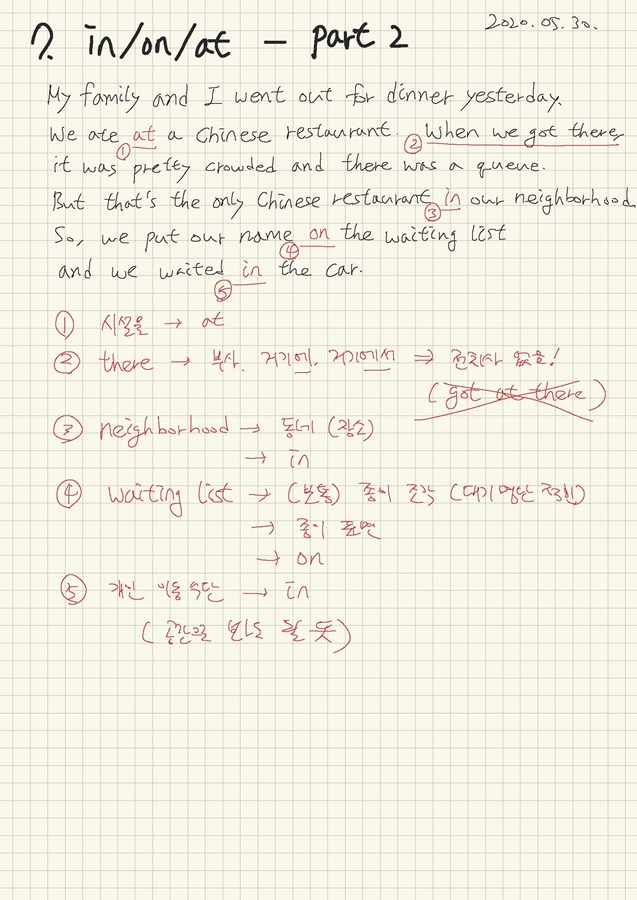 2020.05.30.
7. in/on/at - part 2
My family and I went out for dinner yesterday.
We ate at a Chinese restaurant. ② When we got there,
①
it was pretty crowded and there was a queue.
But that's the only Chinese restaurant in our neighborhood.
③
So, we put our name on the waiting list
④
and we waited in the car.
⑤
① 시설물 → at
② there → 부사. 거기에, 거기에서 ⇒ 전치사 없음!
(got at there)
③ neighborhood → 동네 (장소)
→ in
④ waiting list → (보통) 종이 조각 (대기 명단 적힌)
→ 종이 표면
→ on
⑤ 개인 이동 수단 → in
(공간으로 봐도 될 듯)